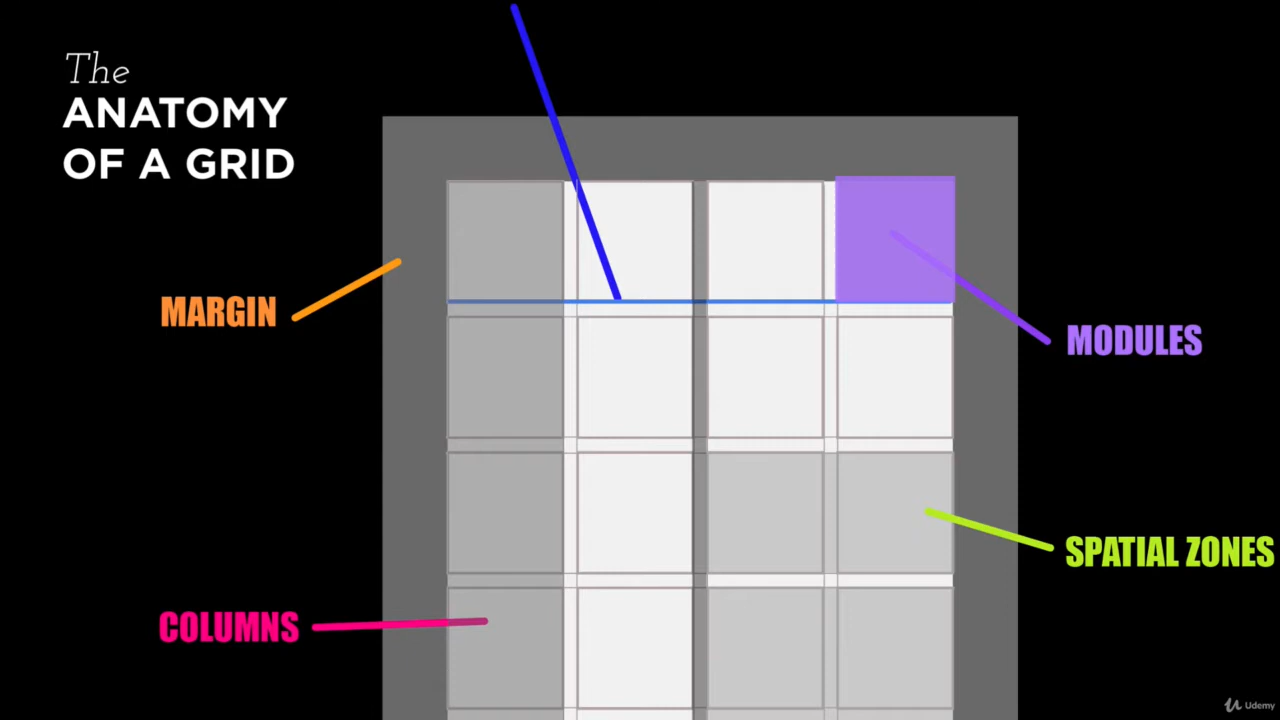 The
ANATOMY
OF A GRID
MARGIN
MODULES
SPATIAL ZONES
COLUMNS
Udemy